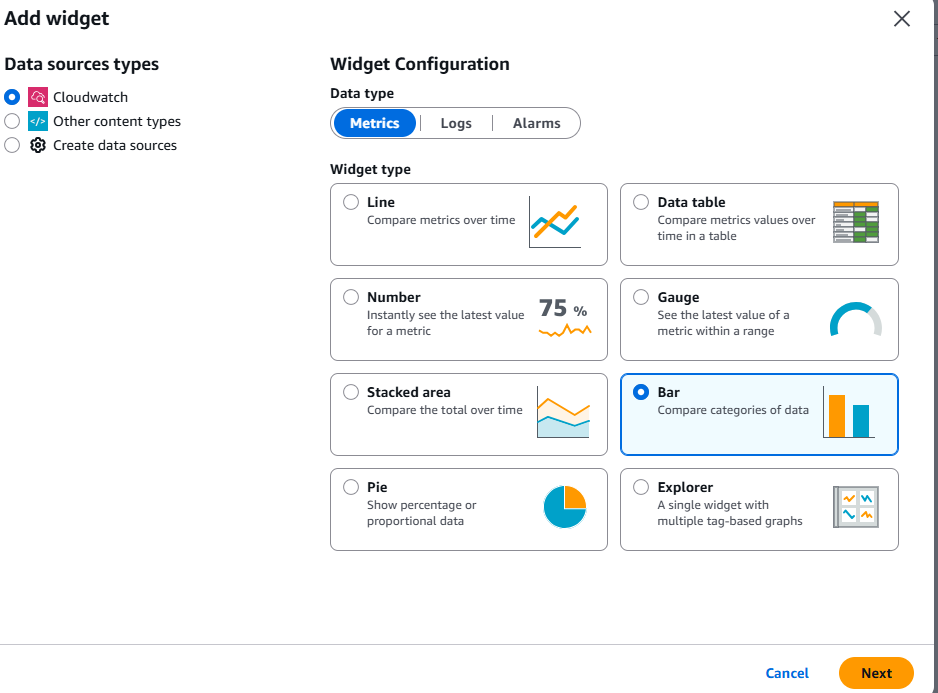 Add widget
Data sources types
Cloudwatch
Other content types
Create data sources
Widget Configuration
Data type
Metrics
Logs
Alarms
Widget type
Line
Compare metrics over time
Data table
Compare metrics values over
time in a table
Number
Instantly see the latest value
for a metric
75 %
Gauge
See the latest value of a
metric within a range
Stacked area
Compare the total over time
Bar
Compare categories of data
Pie
Show percentage or
proportional data
Explorer
A single widget with
multiple tag-based graphs
Cancel
Next